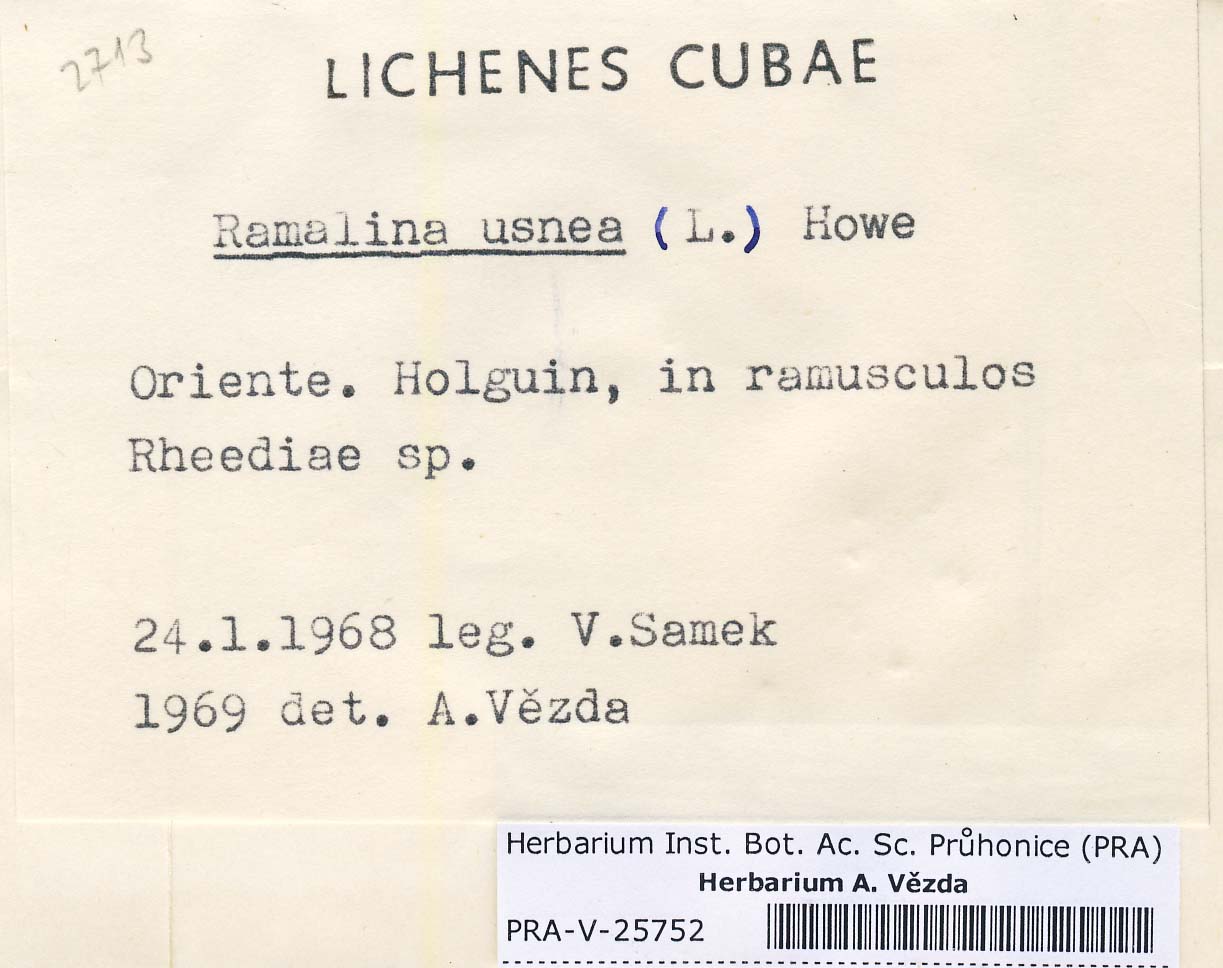 2713
LICHENES CUBAE
Ramalina usnea (L.) Howe
Oriente. Holguin, in ramusculos
Rheediae sp.
24.1.1968 leg. V.Samek
1969 det. A.Vězda
Herbarium Inst. Bot. Ac. Sc. Průhonice (PRA)
Herbarium A. Vězda
PRA-V-25752